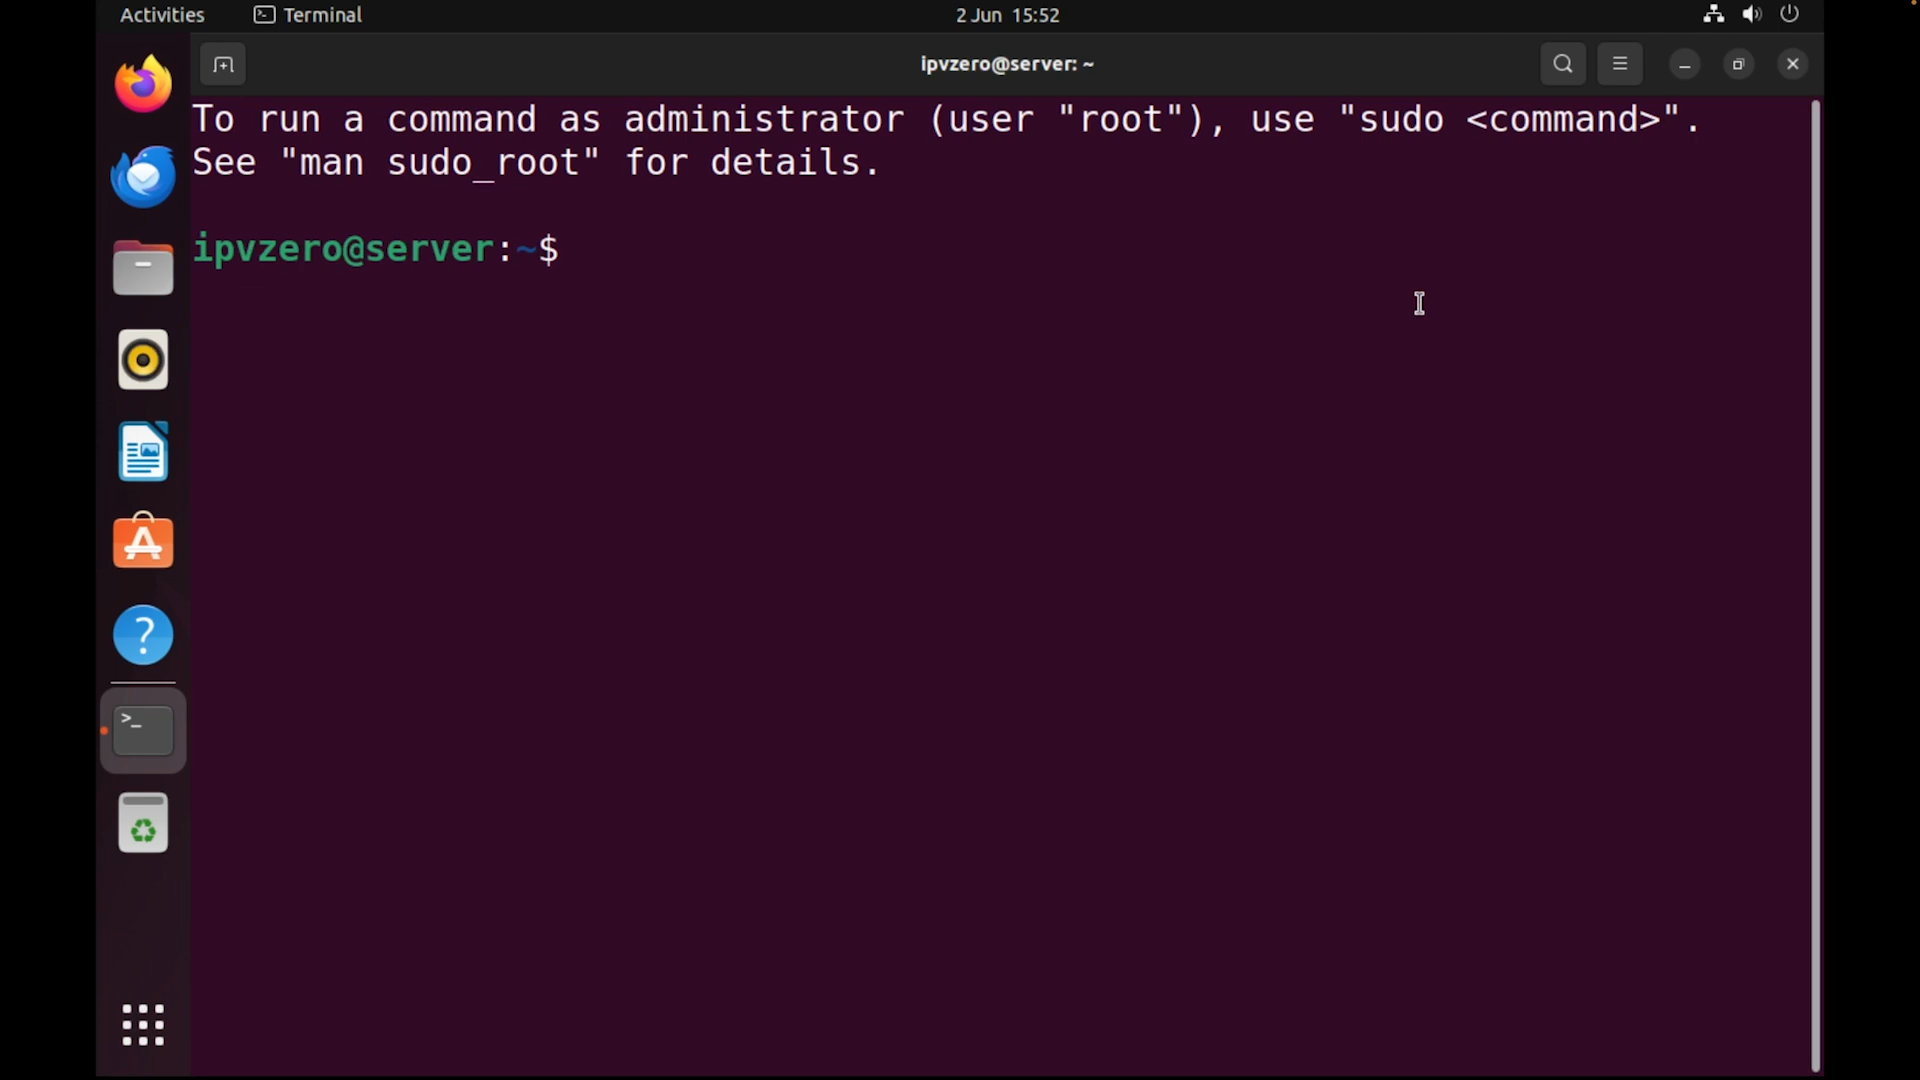 Activities Terminal 2 Jun 15:52
ipvzero@server: ~
To run a command as administrator (user "root"), use "sudo <command>".
See "man sudo_root" for details.
ipvzero@server:~$